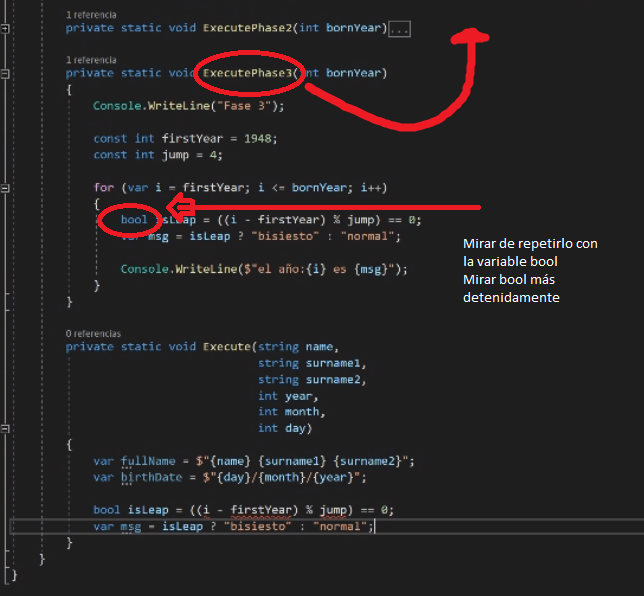 1 referencia
private static void ExecutePhase2(int bornYear)...
1 referencia
private static void ExecutePhase3(int bornYear)
{
Console.WriteLine("Fase 3");
const int firstYear = 1948;
const int jump = 4;
for (var i = firstYear; i <= bornYear; i++)
{
bool isLeap = ((i - firstYear) % jump) == 0;
var msg = isLeap ? "bisiesto" : "normal";
Mirar de repetirlo con
la variable bool
Mirar bool más
detenidamente
Console.WriteLine($"el año:{i} es {msg}");
}
}
0 referencias
private static void Execute(string name,
string surname1,
string surname2,
int year,
int month,
int day)
{
var fullName = $"{name} {surname1} {surname2}";
var birthDate = $"{day}/{month}/{year}";
bool isLeap = ((i - firstYear) % jump) == 0;
var msg = isLeap ? "bisiesto" : "normal";
}
}
}